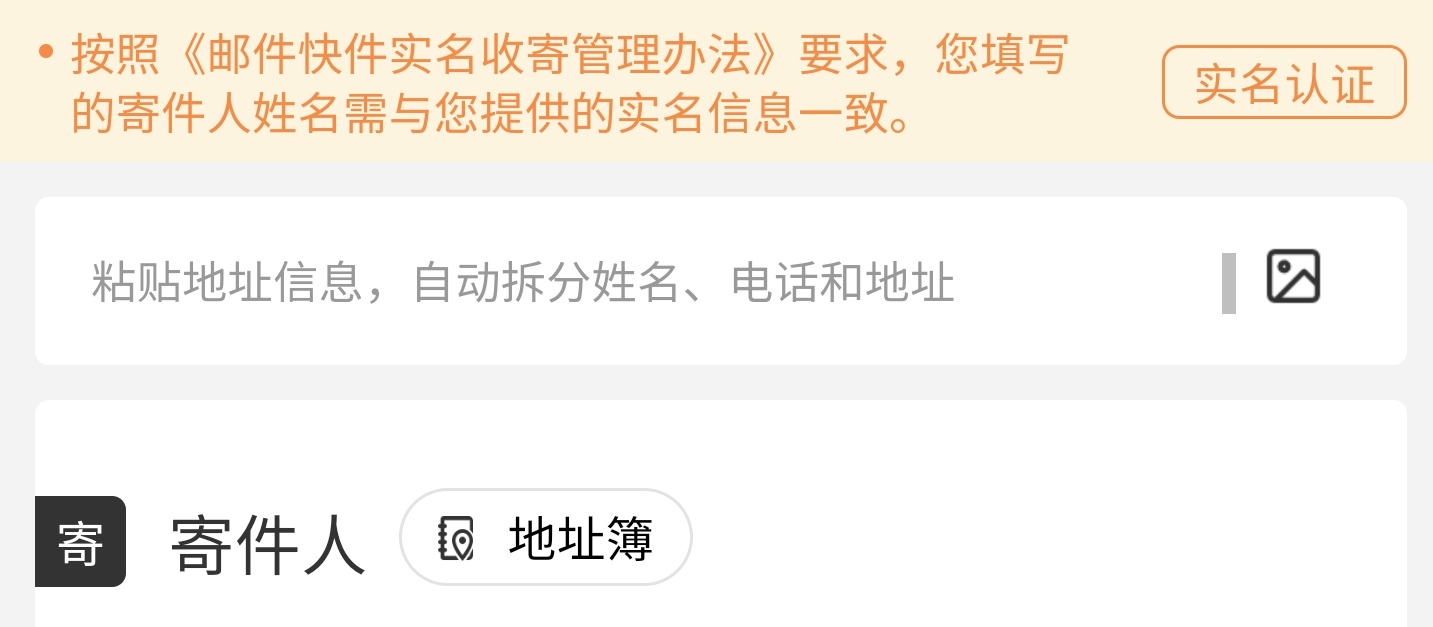 • 按照《邮件快件实名收寄管理办法》要求，您填写
的寄件人姓名需与您提供的实名信息一致。
实名认证
粘贴地址信息，自动拆分姓名、电话和地址
寄 寄件人 地址簿